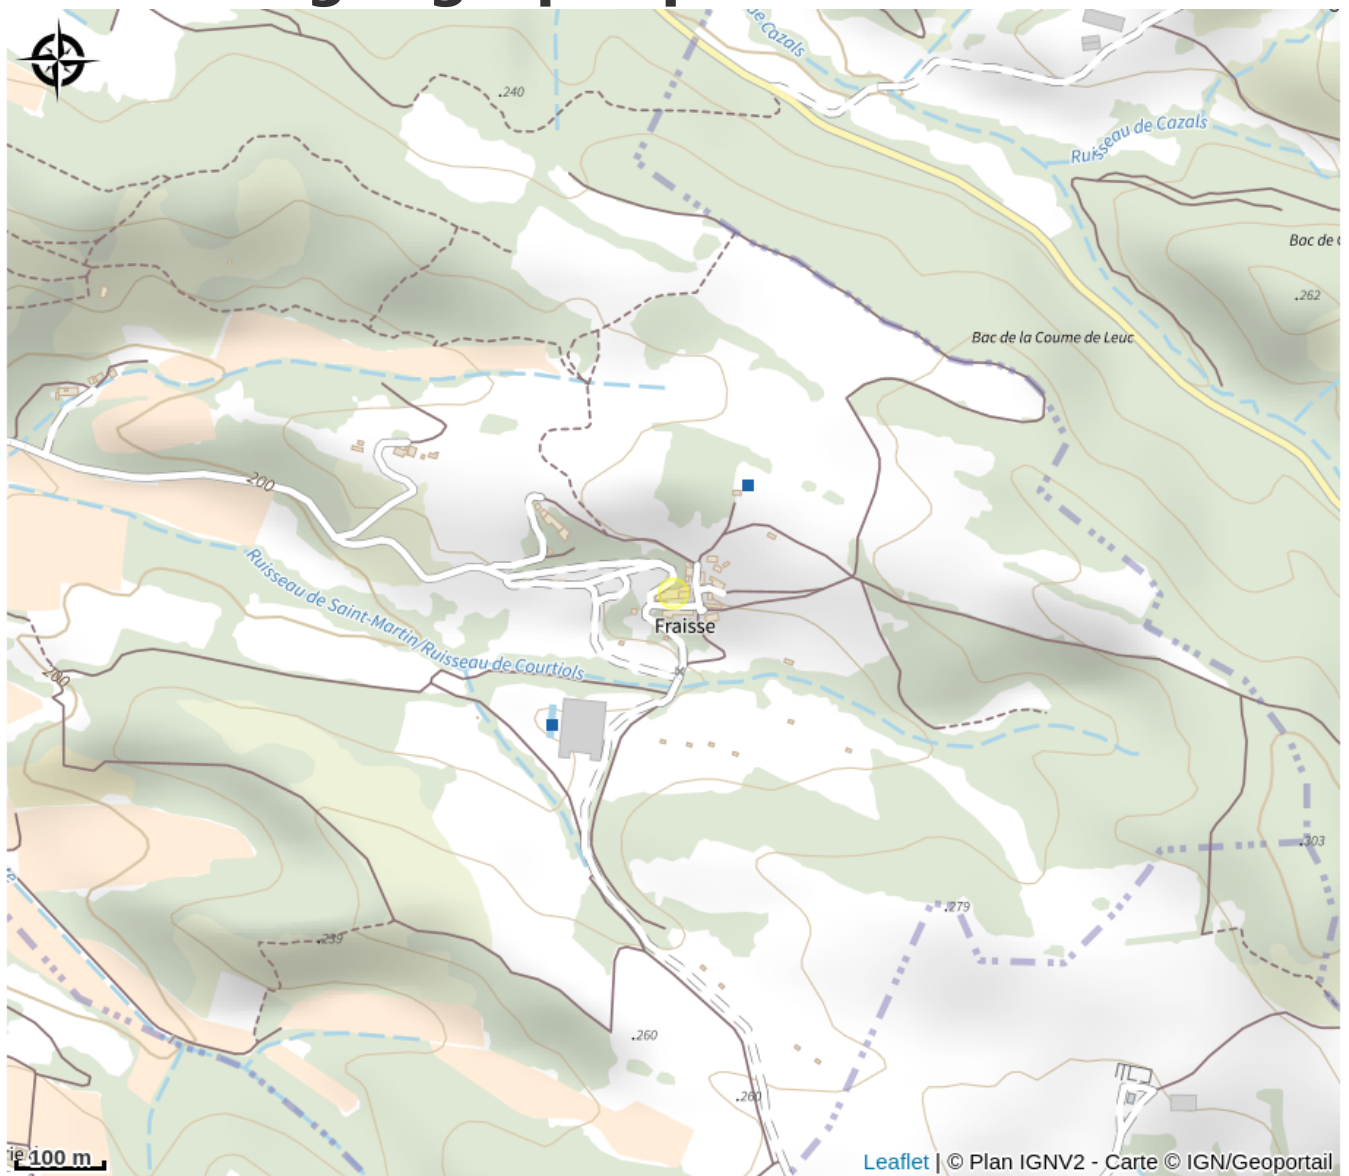 de Cazals
.240
Ruisseau de Cazals
Bac de
.262
Bac de la Coume de Leuc
200
Ruisseau de Saint-Martin/Ruisseau de Courtiols
Fraisse
200
.303
.279
.239
.260
.260
100 m
Leaflet | © Plan IGNV2 - Carte © IGN/Geoportail